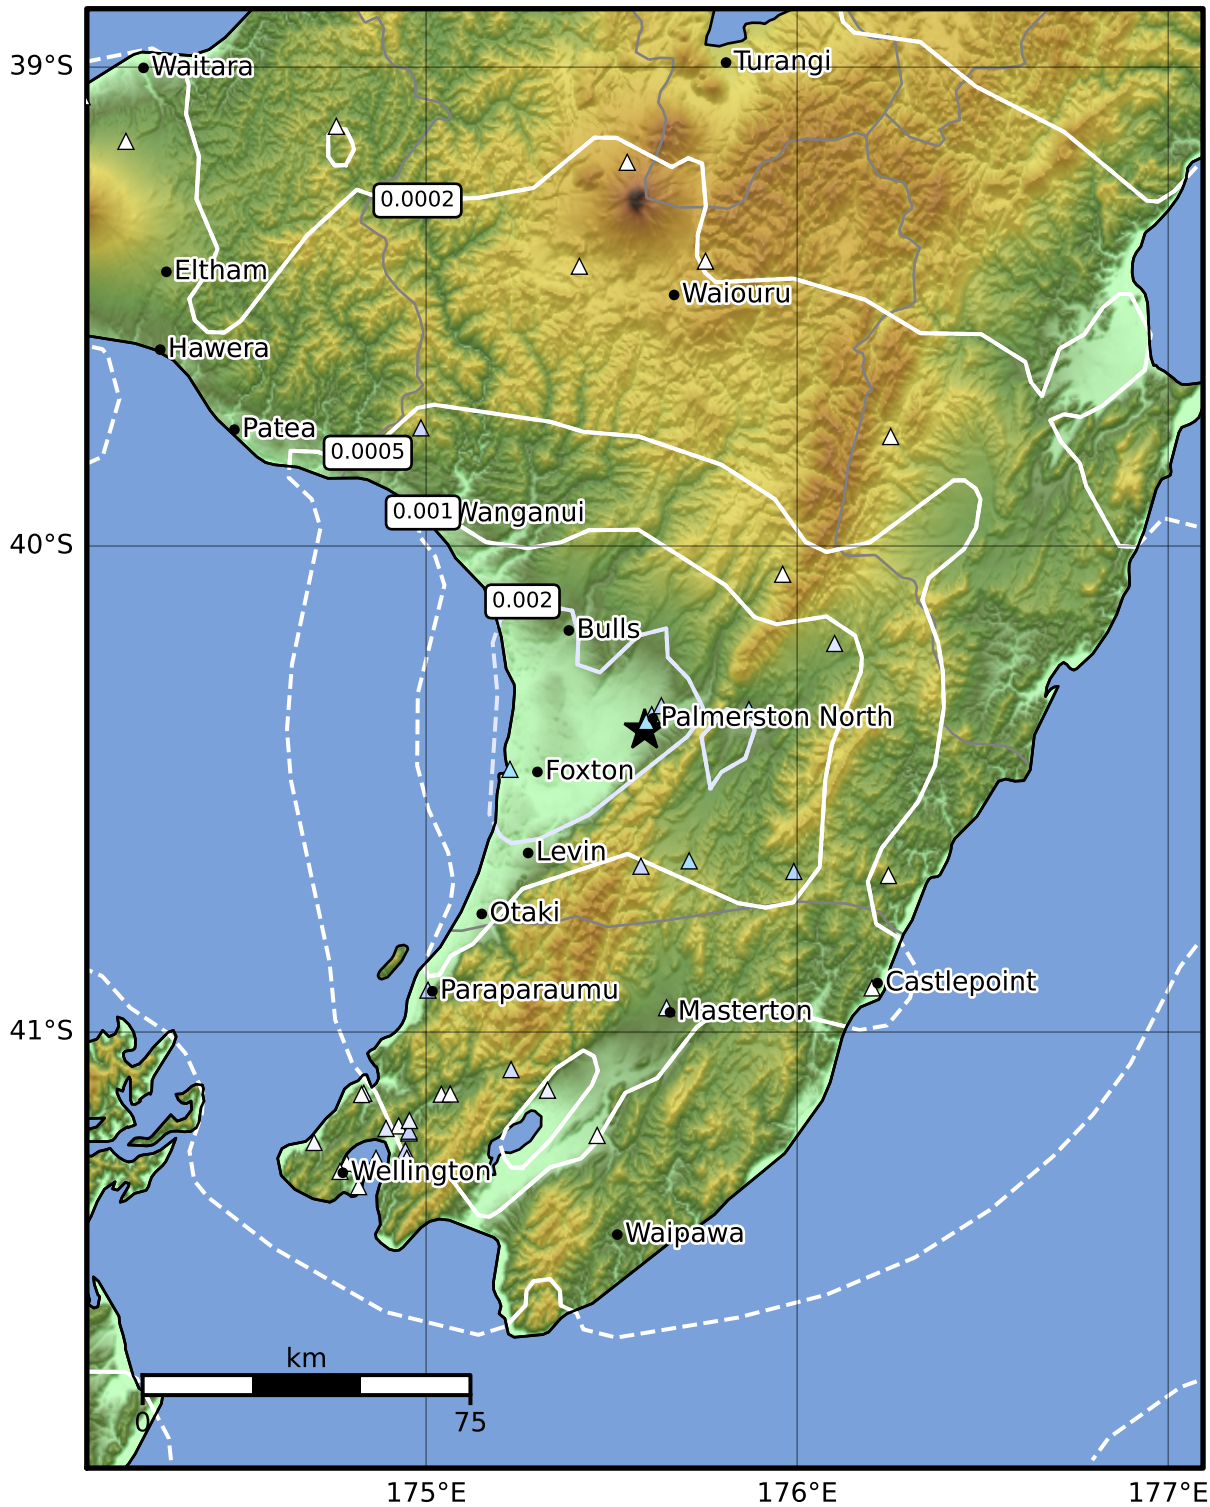 39°S
Waitara
Turangi
0.0002
Eltham
Waiouru
Hawera
Patea
0.0005
0.001
Wanganui
40°S
0.002
Bulls
Palmerston North
Foxton
Levin
Otaki
Castlepoint
Paraparaumu
Masterton
41°S
Wellington
Waipawa
km
0
75
175°E
176°E
177°E